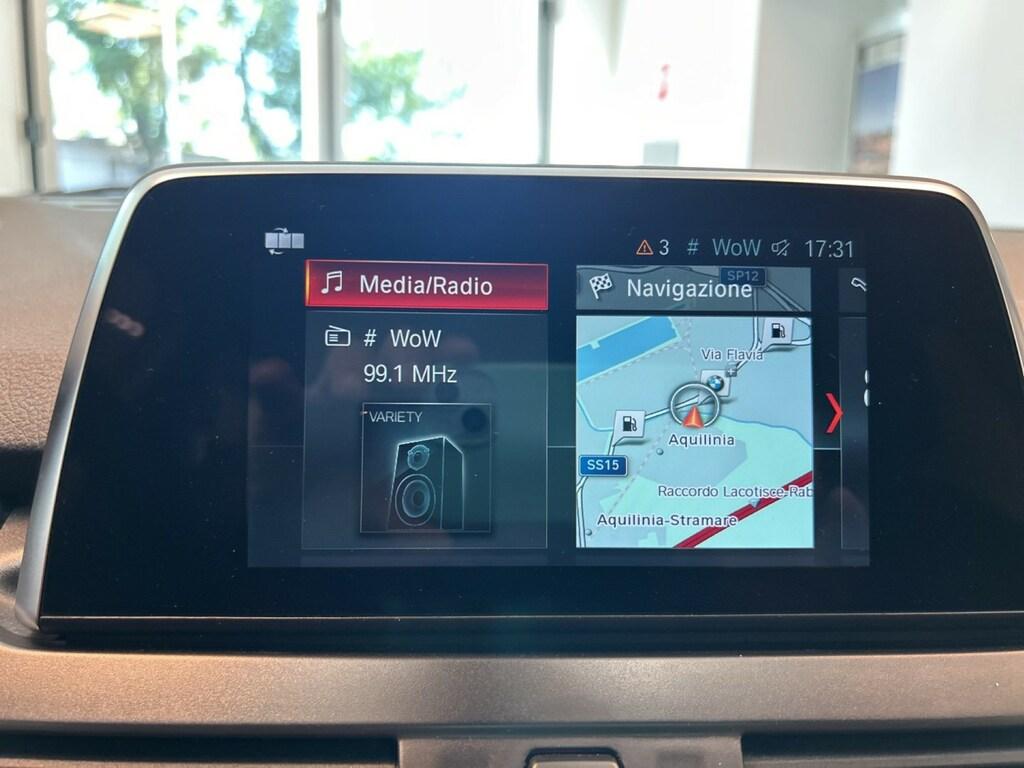 3 # WoW 17:31
Media/Radio
# WoW
99.1 MHz
VARIETY
SP12
Navigazione
Via Flavia
Aquilinia
SS15
Raccordo Lacotisce-Rab
Aquilinia-Stramare